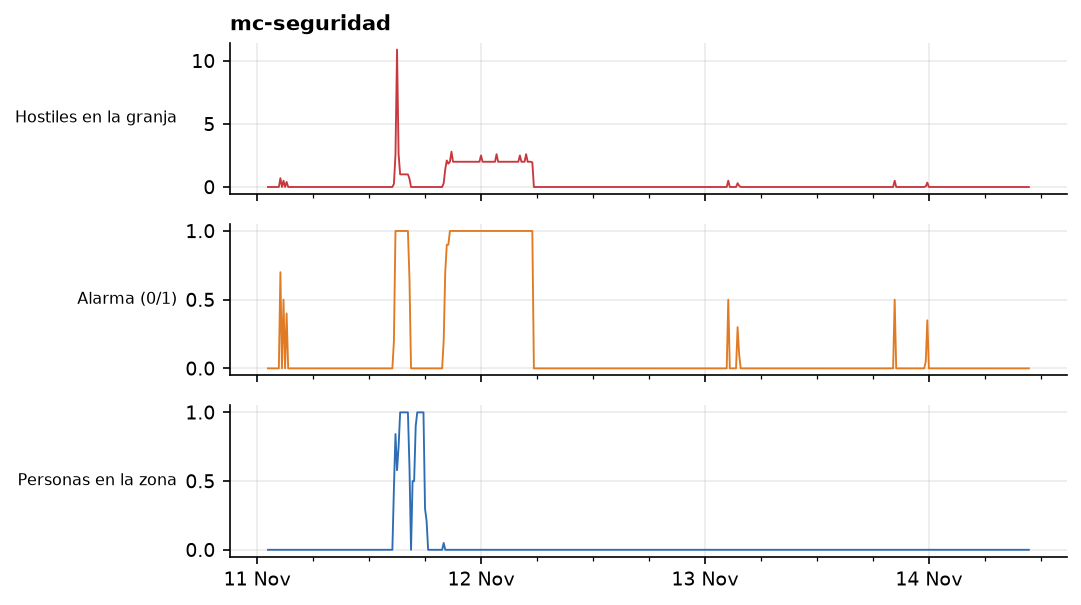 mc-seguridad
Hostiles en la granja
10
5
0
Alarma (0/1)
1.0
0.5
0.0
Personas en la zona
1.0
0.5
0.0
11 Nov
12 Nov
13 Nov
14 Nov